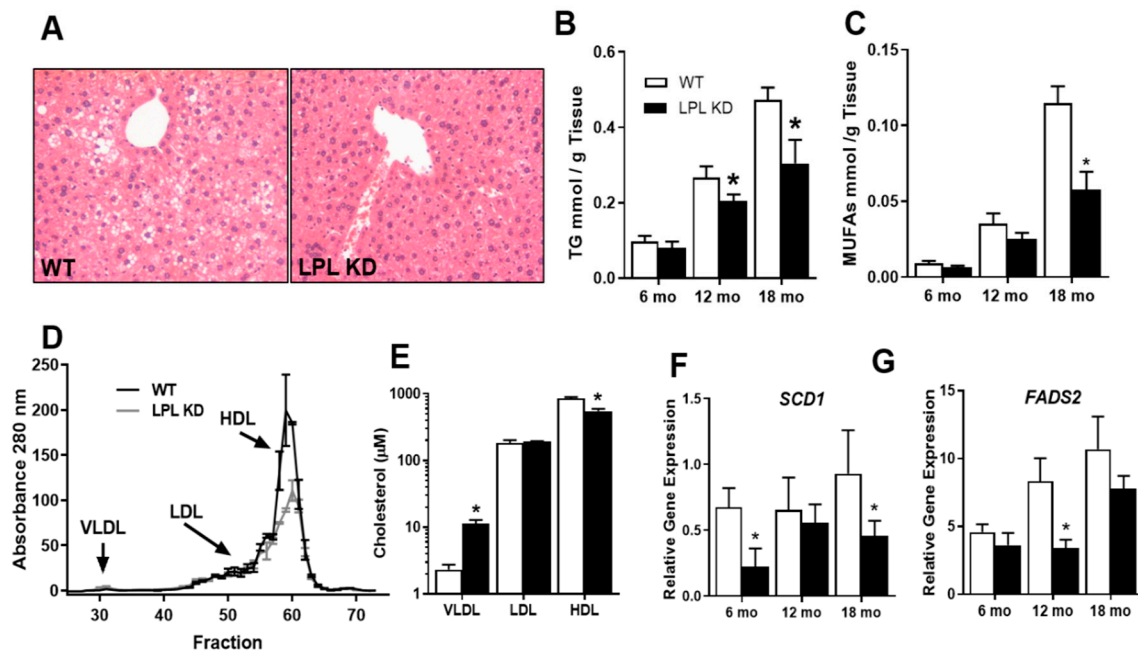 A
WT
LPL KD
B
TG mmol / g Tissue
0.6
0.4
0.2
0.0
WT
LPL KD
*
*
6 mo
12 mo
18 mo
C
MUFAs mmol /g Tissue
0.15
0.10
0.05
0.00
*
6 mo
12 mo
18 mo
D
Absorbance 280 nm
250
200
150
100
50
0
WT
LPL KD
HDL
LDL
VLDL
30
40
50
60
70
Fraction
E
Cholesterol (μM)
1000
100
10
1
*
*
VLDL
LDL
HDL
F
SCD1
Relative Gene Expression
1.5
1.0
0.5
0.0
*
*
6 mo
12 mo
18 mo
G
FADS2
Relative Gene Expression
15
10
5
0
*
6 mo
12 mo
18 mo